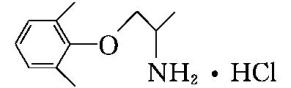 O
NH₂ • HCl